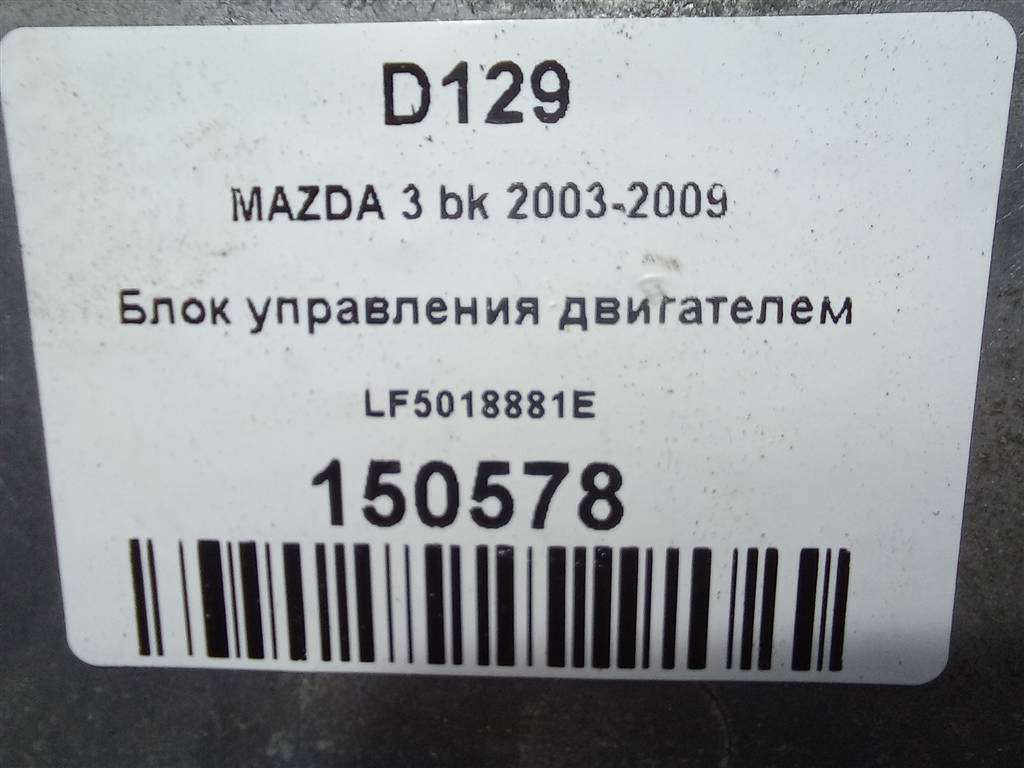 D129
MAZDA 3 bk 2003-2009
Блок управления двигателем
LF5018881E
150578